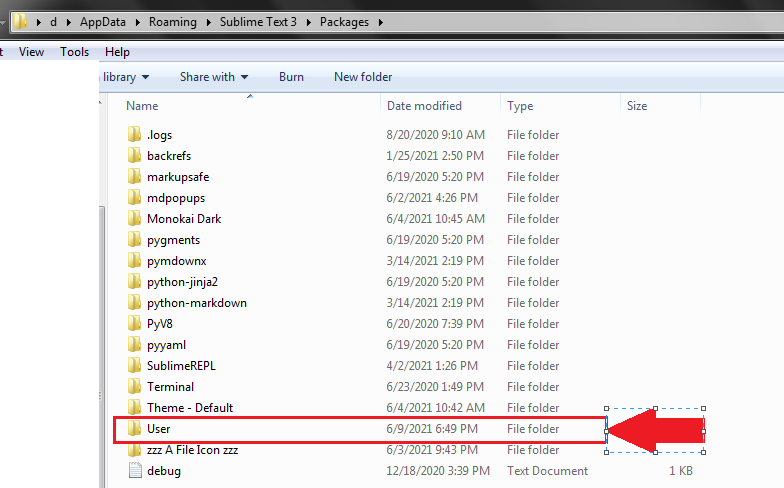 d AppData Roaming Sublime Text 3 Packages
t View Tools Help
library Share with Burn New folder
Name Date modified Type Size
.logs 8/20/2020 9:10 AM File folder
backrefs 1/25/2021 2:50 PM File folder
markupsafe 6/19/2020 5:20 PM File folder
mdpopups 6/2/2021 4:26 PM File folder
Monokai Dark 6/4/2021 10:45 AM File folder
pygments 6/19/2020 5:20 PM File folder
pymdownx 3/14/2021 2:19 PM File folder
python-jinja2 6/19/2020 5:20 PM File folder
python-markdown 3/14/2021 2:19 PM File folder
PyV8 6/20/2020 7:39 PM File folder
pyyaml 6/19/2020 5:20 PM File folder
SublimeREPL 4/2/2021 1:26 PM File folder
Terminal 6/23/2020 1:49 PM File folder
Theme - Default 6/4/2021 10:42 AM File folder
User 6/9/2021 6:49 PM File folder
zzz A File Icon zzz 6/3/2021 9:43 PM File folder
debug 12/18/2020 3:39 PM Text Document 1 KB